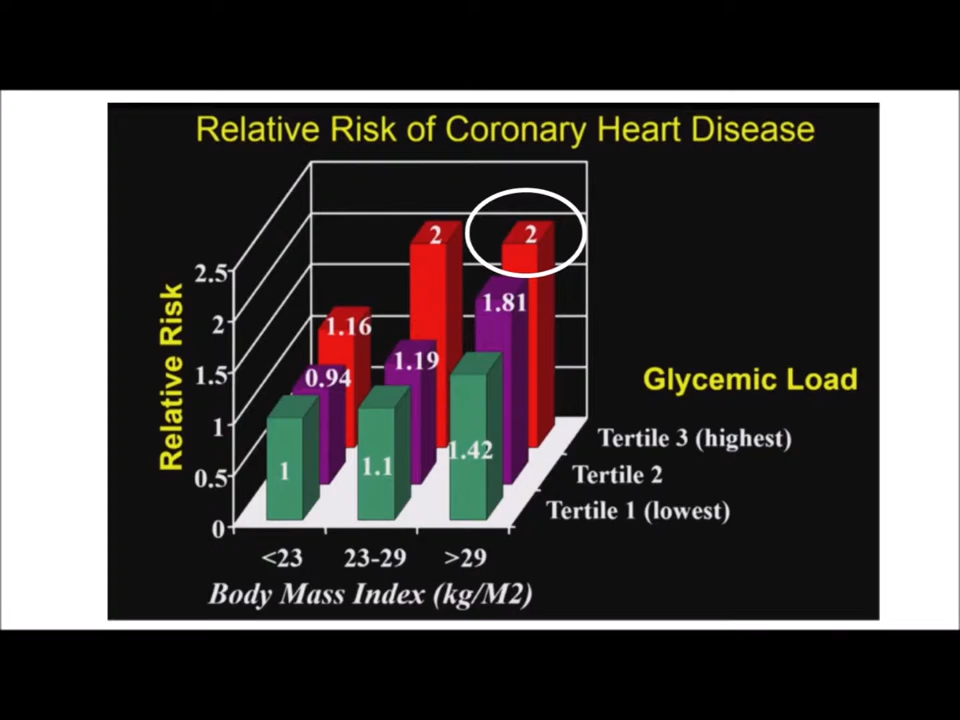 Relative Risk of Coronary Heart Disease
Relative Risk
2.5
2
1.5
1
0.5
0
2
2
1.81
1.16
1.19
0.94
1.42
1
1.1
Glycemic Load
Tertile 3 (highest)
Tertile 2
Tertile 1 (lowest)
<23 23-29 >29
Body Mass Index (kg/M2)